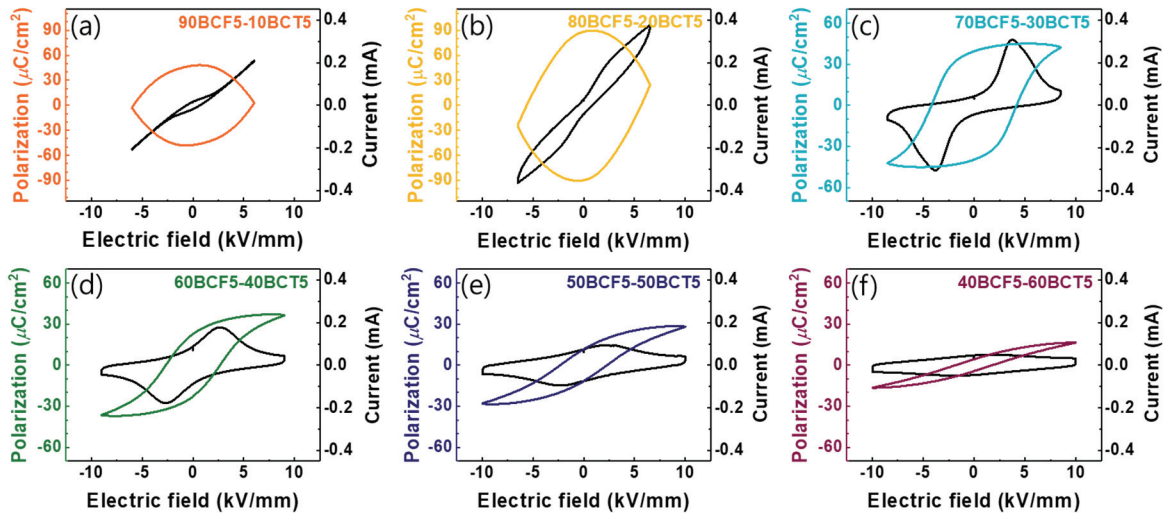 (a) 90BCF5-10BCT5
Polarization (μC/cm²)
90
60
30
0
-30
-60
-90
0.4
0.2
0.0
-0.2
-0.4
Current (mA)
-10 -5 0 5 10
Electric field (kV/mm)
(b) 80BCF5-20BCT5
Polarization (μC/cm²)
90
60
30
0
-30
-60
-90
0.4
0.2
0.0
-0.2
-0.4
Current (mA)
-10 -5 0 5 10
Electric field (kV/mm)
(c) 70BCF5-30BCT5
Polarization (μC/cm²)
60
30
0
-30
-60
0.4
0.2
0.0
-0.2
-0.4
Current (mA)
-10 -5 0 5 10
Electric field (kV/mm)
(d) 60BCF5-40BCT5
Polarization (μC/cm²)
60
30
0
-30
-60
0.4
0.2
0.0
-0.2
-0.4
Current (mA)
-10 -5 0 5 10
Electric field (kV/mm)
(e) 50BCF5-50BCT5
Polarization (μC/cm²)
60
30
0
-30
-60
0.4
0.2
0.0
-0.2
-0.4
Current (mA)
-10 -5 0 5 10
Electric field (kV/mm)
(f) 40BCF5-60BCT5
Polarization (μC/cm²)
60
30
0
-30
-60
0.4
0.2
0.0
-0.2
-0.4
Current (mA)
-10 -5 0 5 10
Electric field (kV/mm)